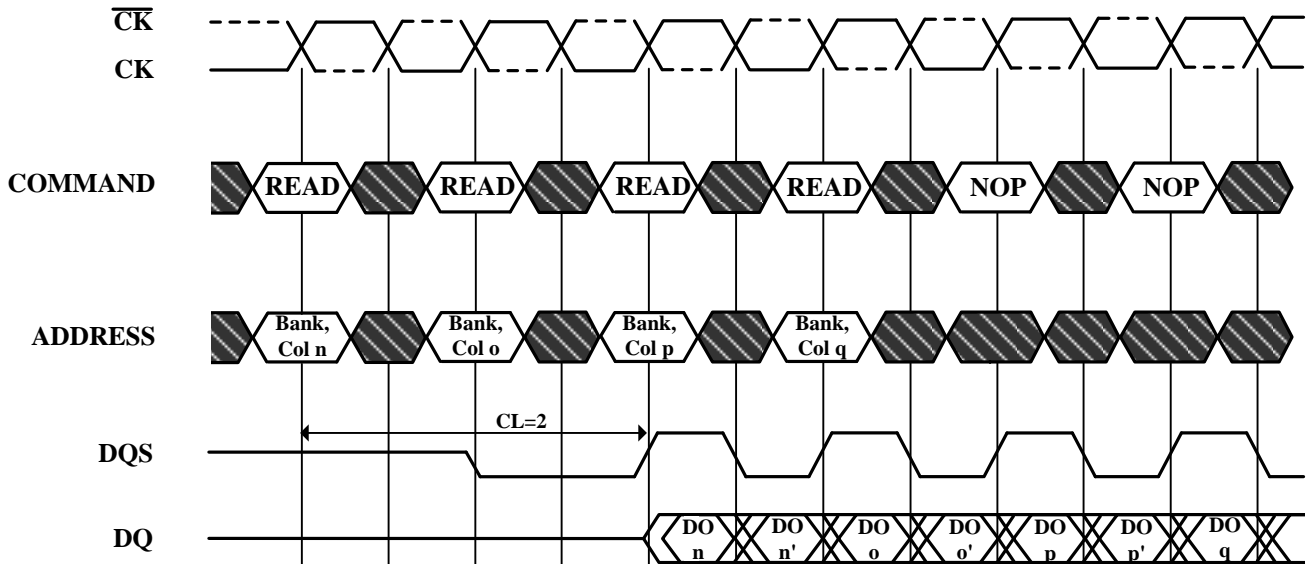 CK
CK
COMMAND
READ
READ
READ
READ
NOP
NOP
ADDRESS
Bank,
Col n
Bank,
Col o
Bank,
Col p
Bank,
Col q
CL=2
DQS
DQ
DO
n
DO
n'
DO
o
DO
o'
DO
p
DO
p'
DO
q